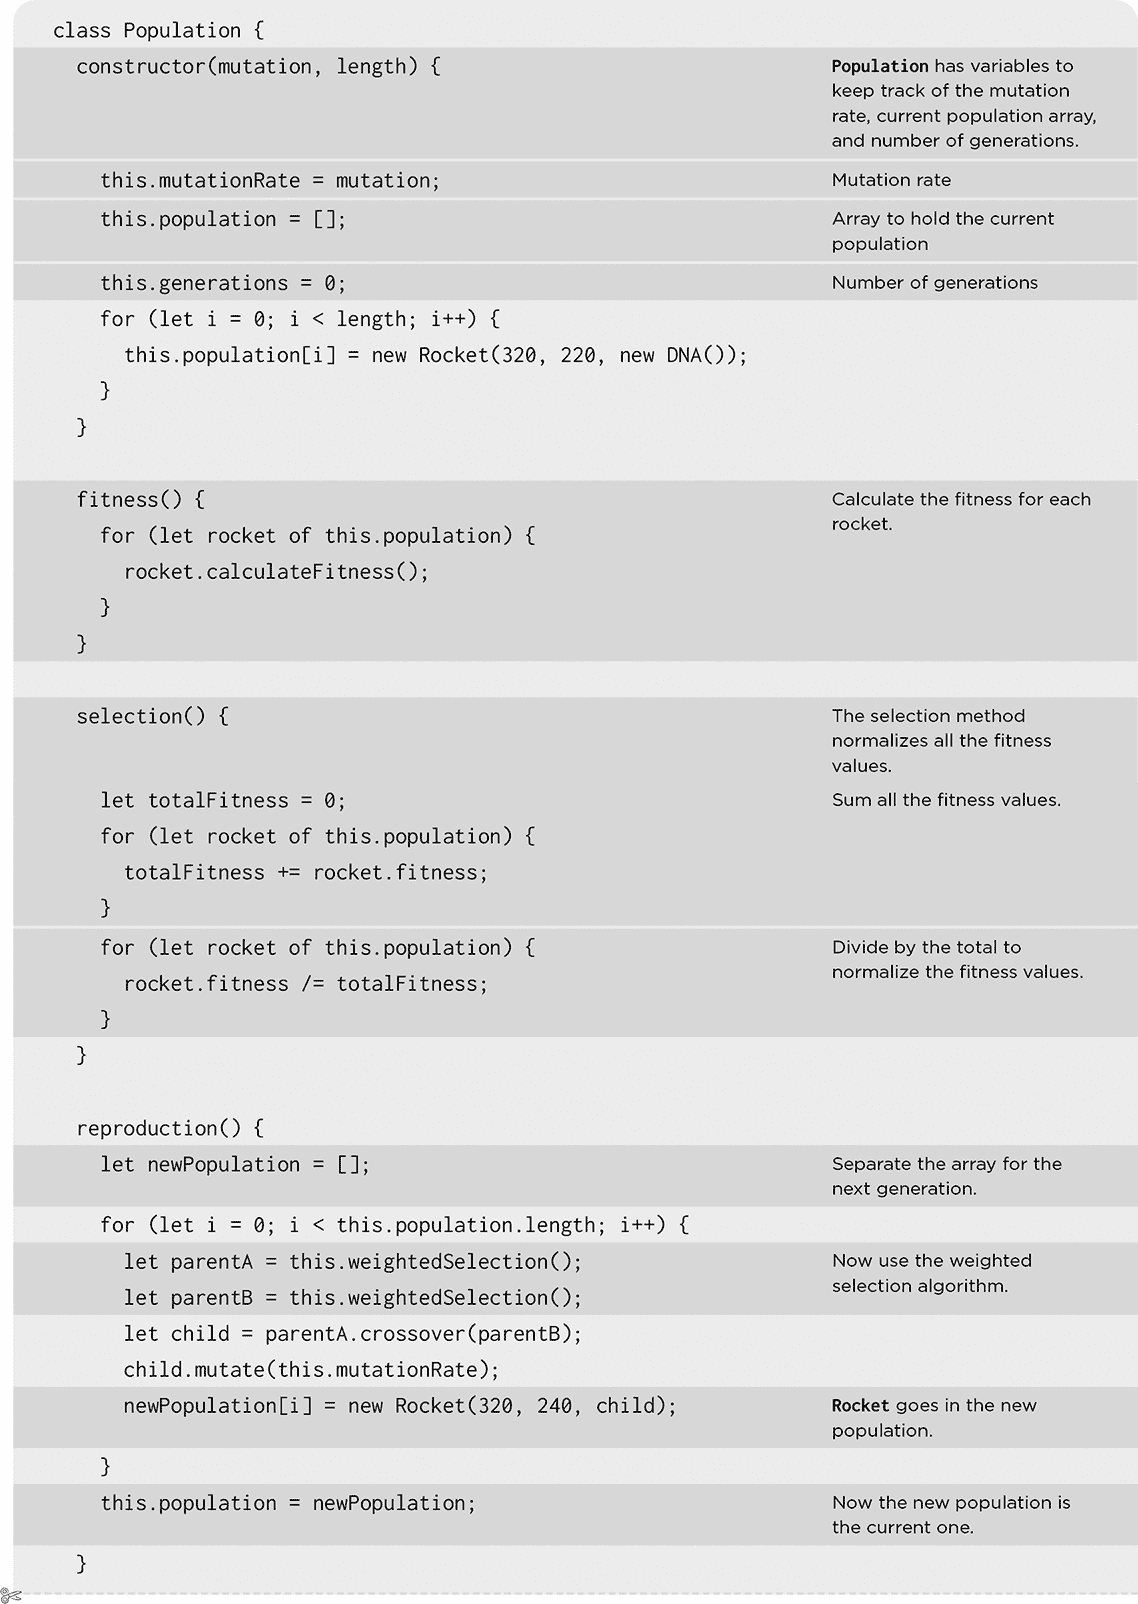 class Population {
constructor(mutation, length) {
Population has variables to
keep track of the mutation
rate, current population array,
and number of generations.
this.mutationRate = mutation;
Mutation rate
this.population = [];
Array to hold the current
population
this.generations = 0;
Number of generations
for (let i = 0; i < length; i++) {
this.population[i] = new Rocket(320, 220, new DNA());
}
}
fitness() {
Calculate the fitness for each
rocket.
for (let rocket of this.population) {
rocket.calculateFitness();
}
}
selection() {
The selection method
normalizes all the fitness
values.
let totalFitness = 0;
Sum all the fitness values.
for (let rocket of this.population) {
totalFitness += rocket.fitness;
}
for (let rocket of this.population) {
Divide by the total to
normalize the fitness values.
rocket.fitness /= totalFitness;
}
}
reproduction() {
let newPopulation = [];
Separate the array for the
next generation.
for (let i = 0; i < this.population.length; i++) {
let parentA = this.weightedSelection();
Now use the weighted
selection algorithm.
let parentB = this.weightedSelection();
let child = parentA.crossover(parentB);
child.mutate(this.mutationRate);
newPopulation[i] = new Rocket(320, 240, child);
Rocket goes in the new
population.
}
this.population = newPopulation;
Now the new population is
the current one.
}